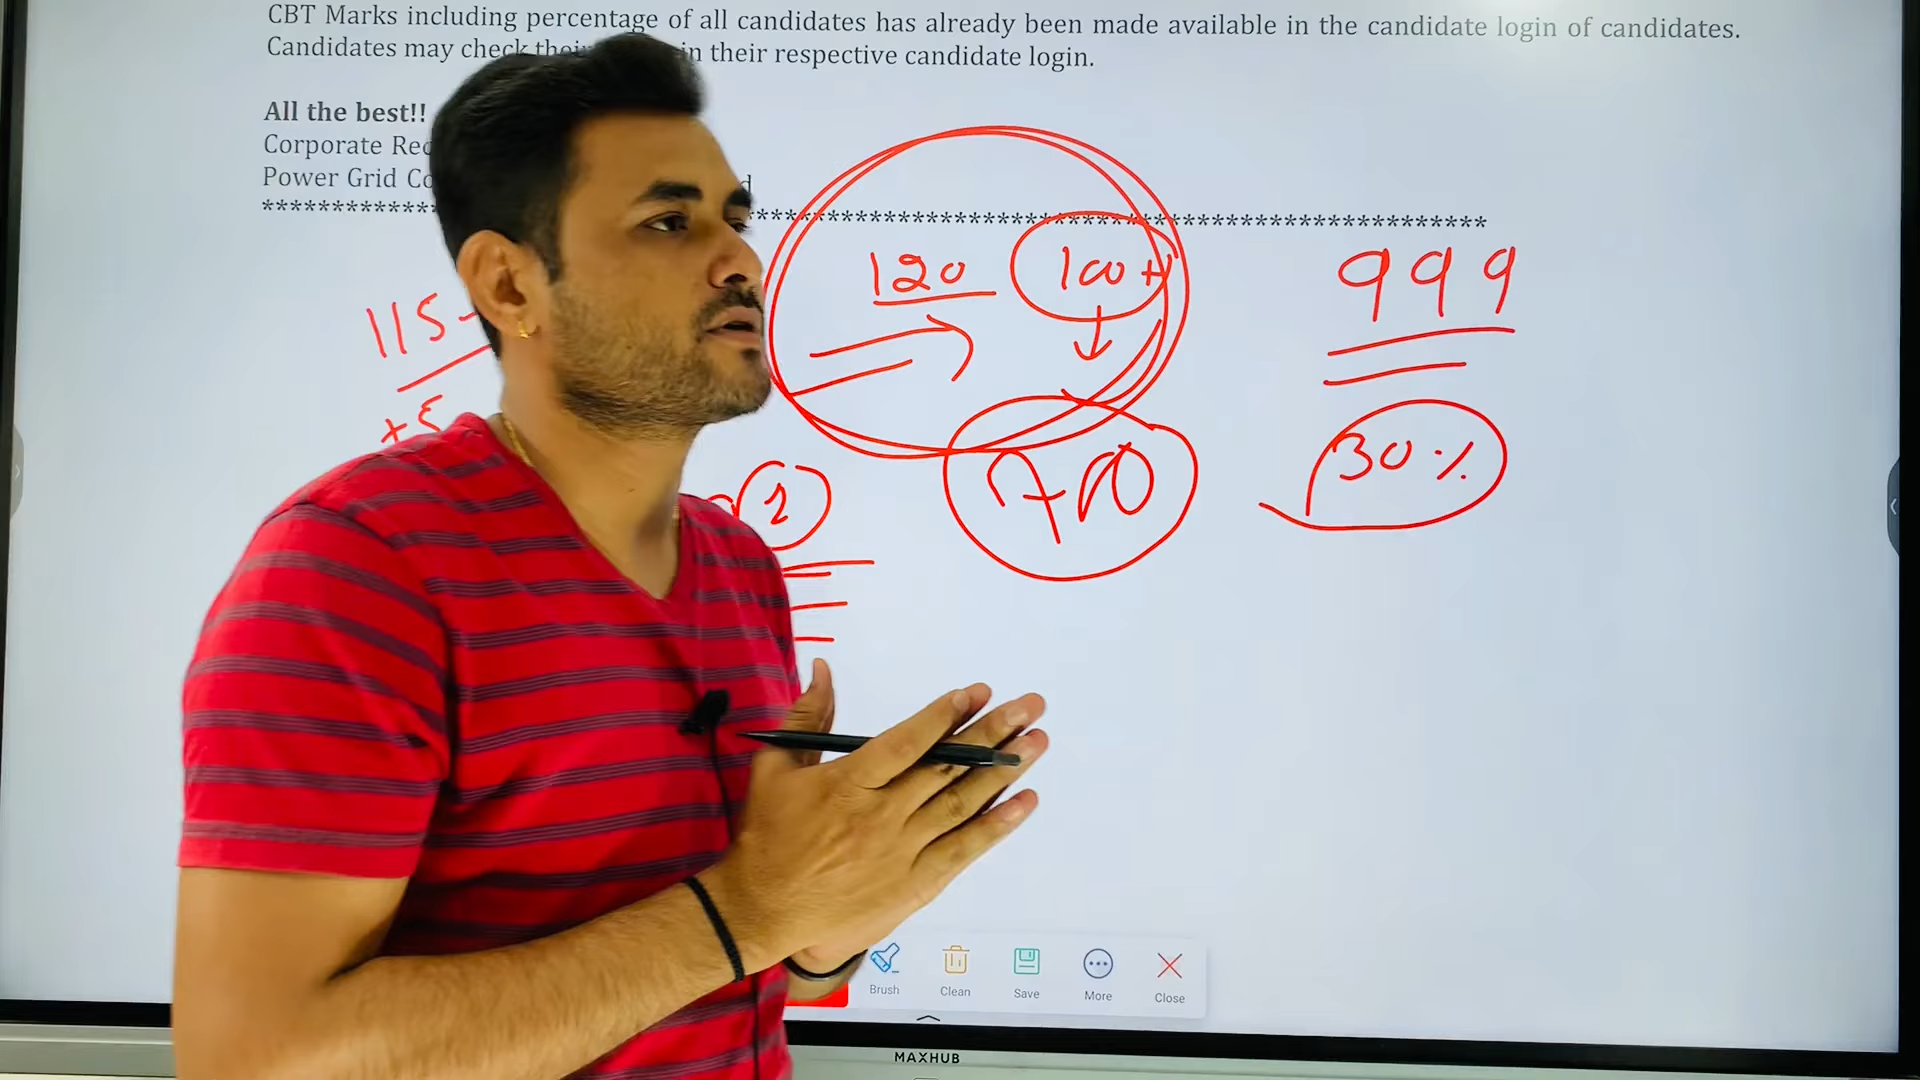 CBT Marks including percentage of all candidates has already been made available in the candidate login of candidates.
Candidates may check their in their respective candidate login.
All the best!!
Corporate
Power Grid
***************************************************************************
120 100+
999
115
+5
2
700
30%
Brush Clean Save More Close
MAXHUB